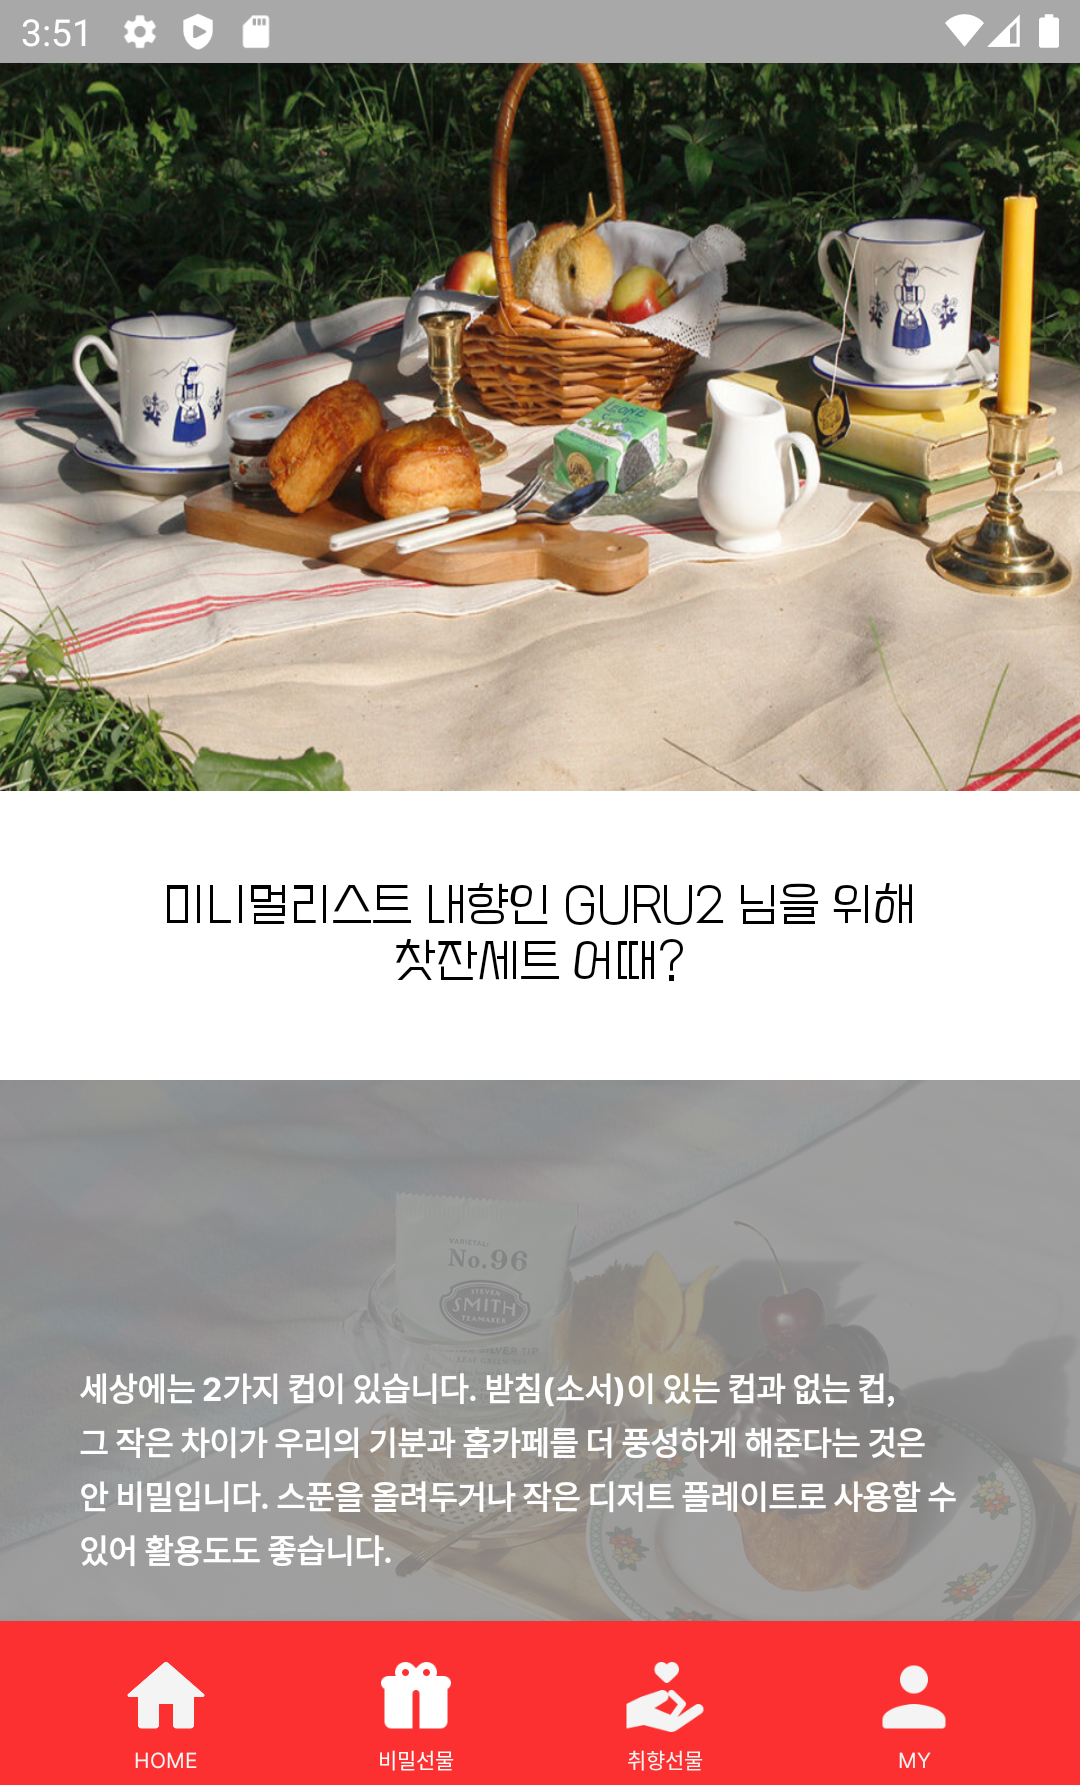 3:51
LEONE
미니멀리스트 내향인 GURU2 님을 위해
찻잔세트 어때?
VARIETAL:
No.96
STEVEN
SMITH
TEAMAKER
SILVER TIP
세상에는 2가지 컵이 있습니다. 받침(소서)이 있는 컵과 없는 컵,
그 작은 차이가 우리의 기분과 홈카페를 더 풍성하게 해준다는 것은
안 비밀입니다. 스푼을 올려두거나 작은 디저트 플레이트로 사용할 수
있어 활용도도 좋습니다.
HOME
비밀선물
취향선물
MY